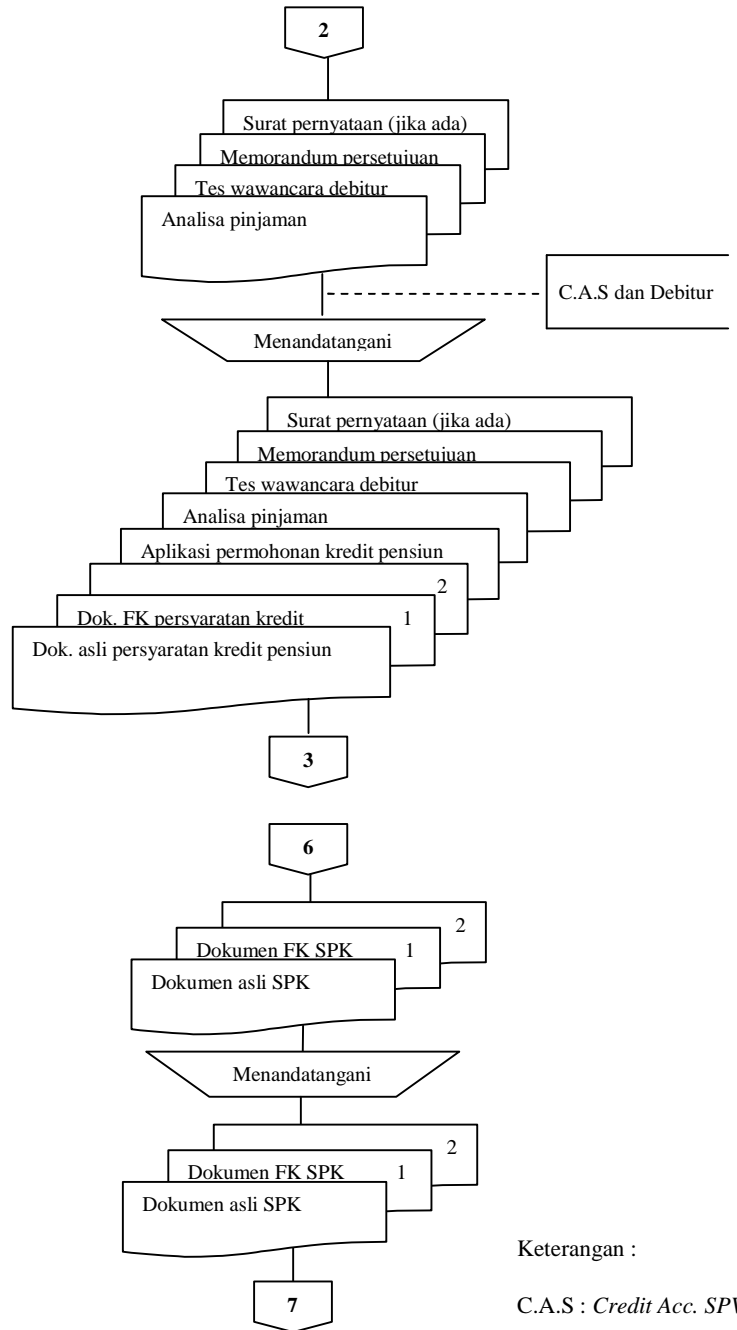 2
Surat pernyataan (jika ada)
Memorandum persetujuan
Tes wawancara debitur
Analisa pinjaman
C.A.S dan Debitur
Menandatangani
Surat pernyataan (jika ada)
Memorandum persetujuan
Tes wawancara debitur
Analisa pinjaman
Aplikasi permohonan kredit pensiun
2
Dok. FK persyaratan kredit 1
Dok. asli persyaratan kredit pensiun
3
6
2
Dokumen FK SPK 1
Dokumen asli SPK
Menandatangani
2
Dokumen FK SPK 1
Dokumen asli SPK
7
Keterangan :
C.A.S : Credit Acc. SPV